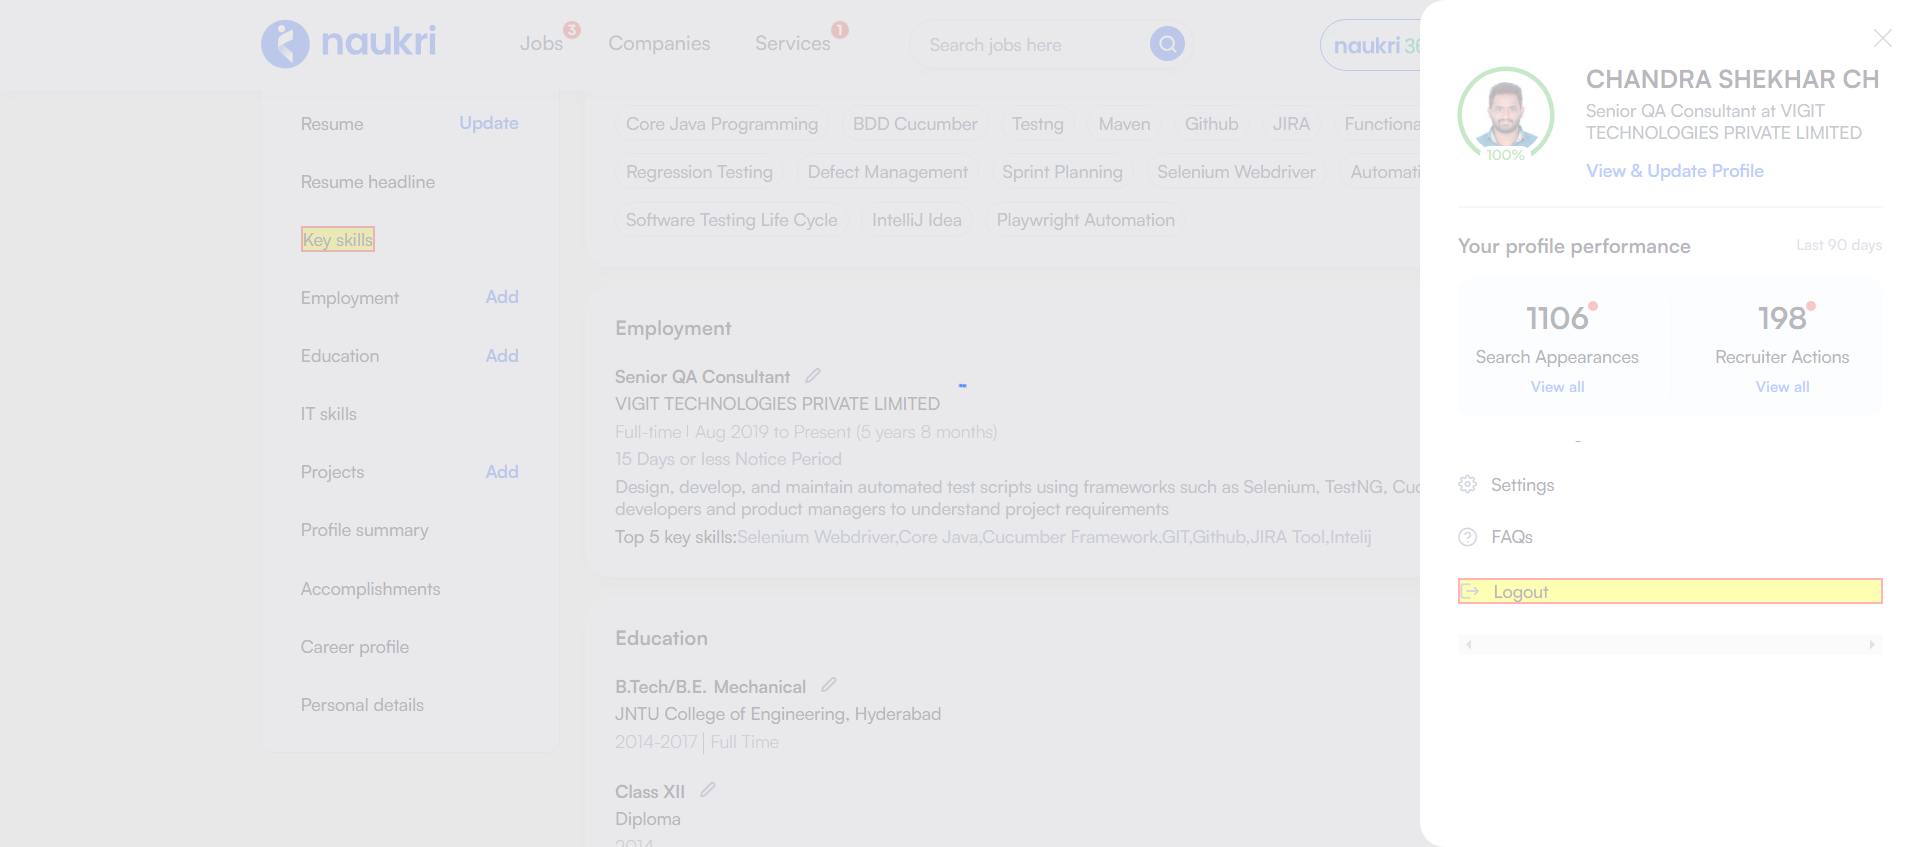 naukri
Jobs 3
Companies
Services 1
Search jobs here
naukri 36
Resume Update
Resume headline
Key skills
Employment Add
Education Add
IT skills
Projects Add
Profile summary
Accomplishments
Career profile
Personal details
Core Java Programming BDD Cucumber Testng Maven Github JIRA Functiona
Regression Testing Defect Management Sprint Planning Selenium Webdriver Automati
Software Testing Life Cycle IntelliJ Idea Playwright Automation
Employment
Senior QA Consultant
VIGIT TECHNOLOGIES PRIVATE LIMITED
Full-time | Aug 2019 to Present (5 years 8 months)
15 Days or less Notice Period
Design, develop, and maintain automated test scripts using frameworks such as Selenium, TestNG, Cuc
developers and product managers to understand project requirements
Top 5 key skills:Selenium Webdriver,Core Java,Cucumber Framework,GIT,Github,JIRA Tool,Intelij
Education
B.Tech/B.E. Mechanical
JNTU College of Engineering, Hyderabad
2014-2017 | Full Time
Class XII
Diploma
2014
100%
CHANDRA SHEKHAR CH
Senior QA Consultant at VIGIT
TECHNOLOGIES PRIVATE LIMITED
View & Update Profile
Your profile performance Last 90 days
1106 198
Search Appearances Recruiter Actions
View all View all
Settings
FAQs
Logout